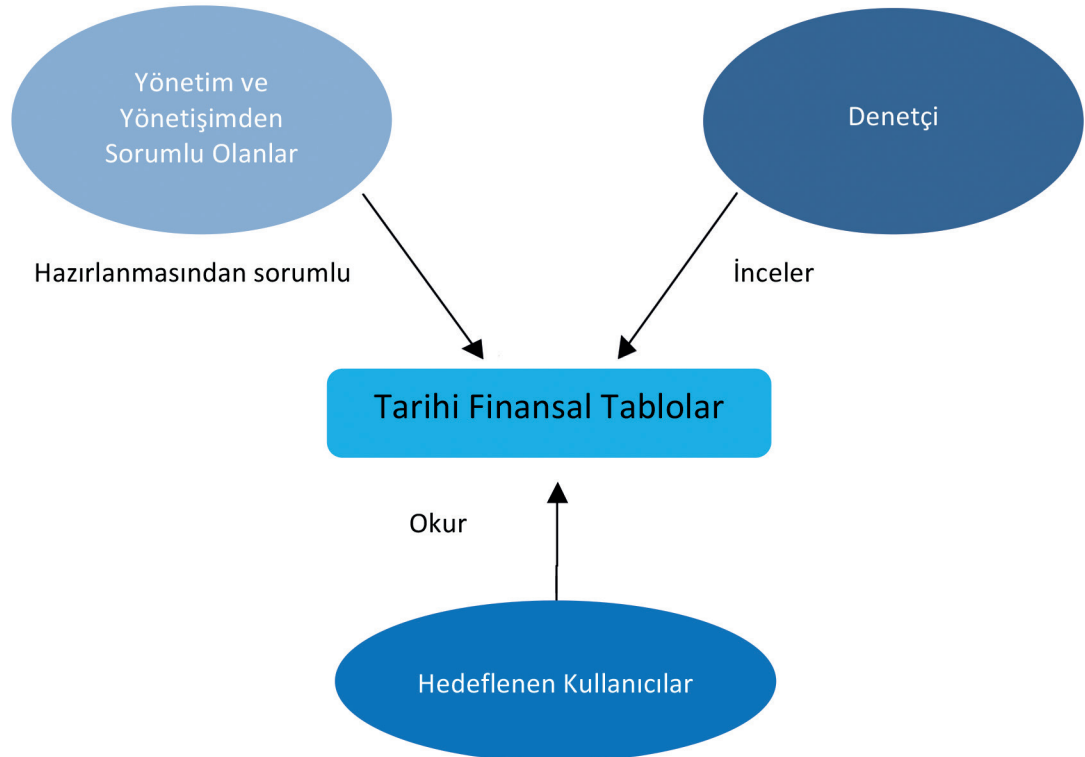 Yönetim ve
Yönetişimden
Sorumlu Olanlar
Denetçi
Hazırlanmasından sorumlu
İnceler
Tarihi Finansal Tablolar
Okur
Hedeflenen Kullanıcılar